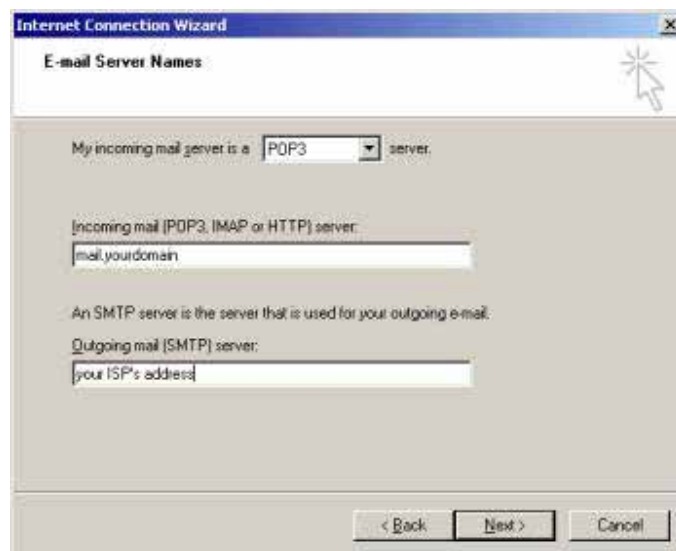 Internet Connection Wizard
E-mail Server Names
My incoming mail server is a POP3 server.
Incoming mail (POP3, IMAP or HTTP) server:
mail.yourdomain
An SMTP server is the server that is used for your outgoing e-mail.
Outgoing mail (SMTP) server:
your ISP's address
< Back Next > Cancel